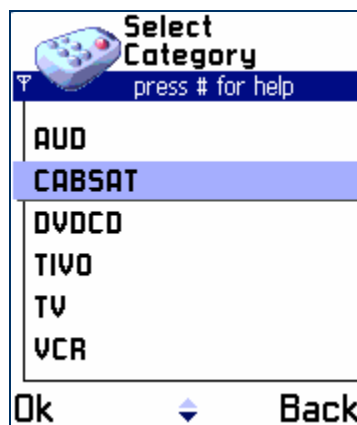 Select
Category
press # for help
AUD
CABSAT
DVDCD
TIVO
TV
VCR
Ok Back